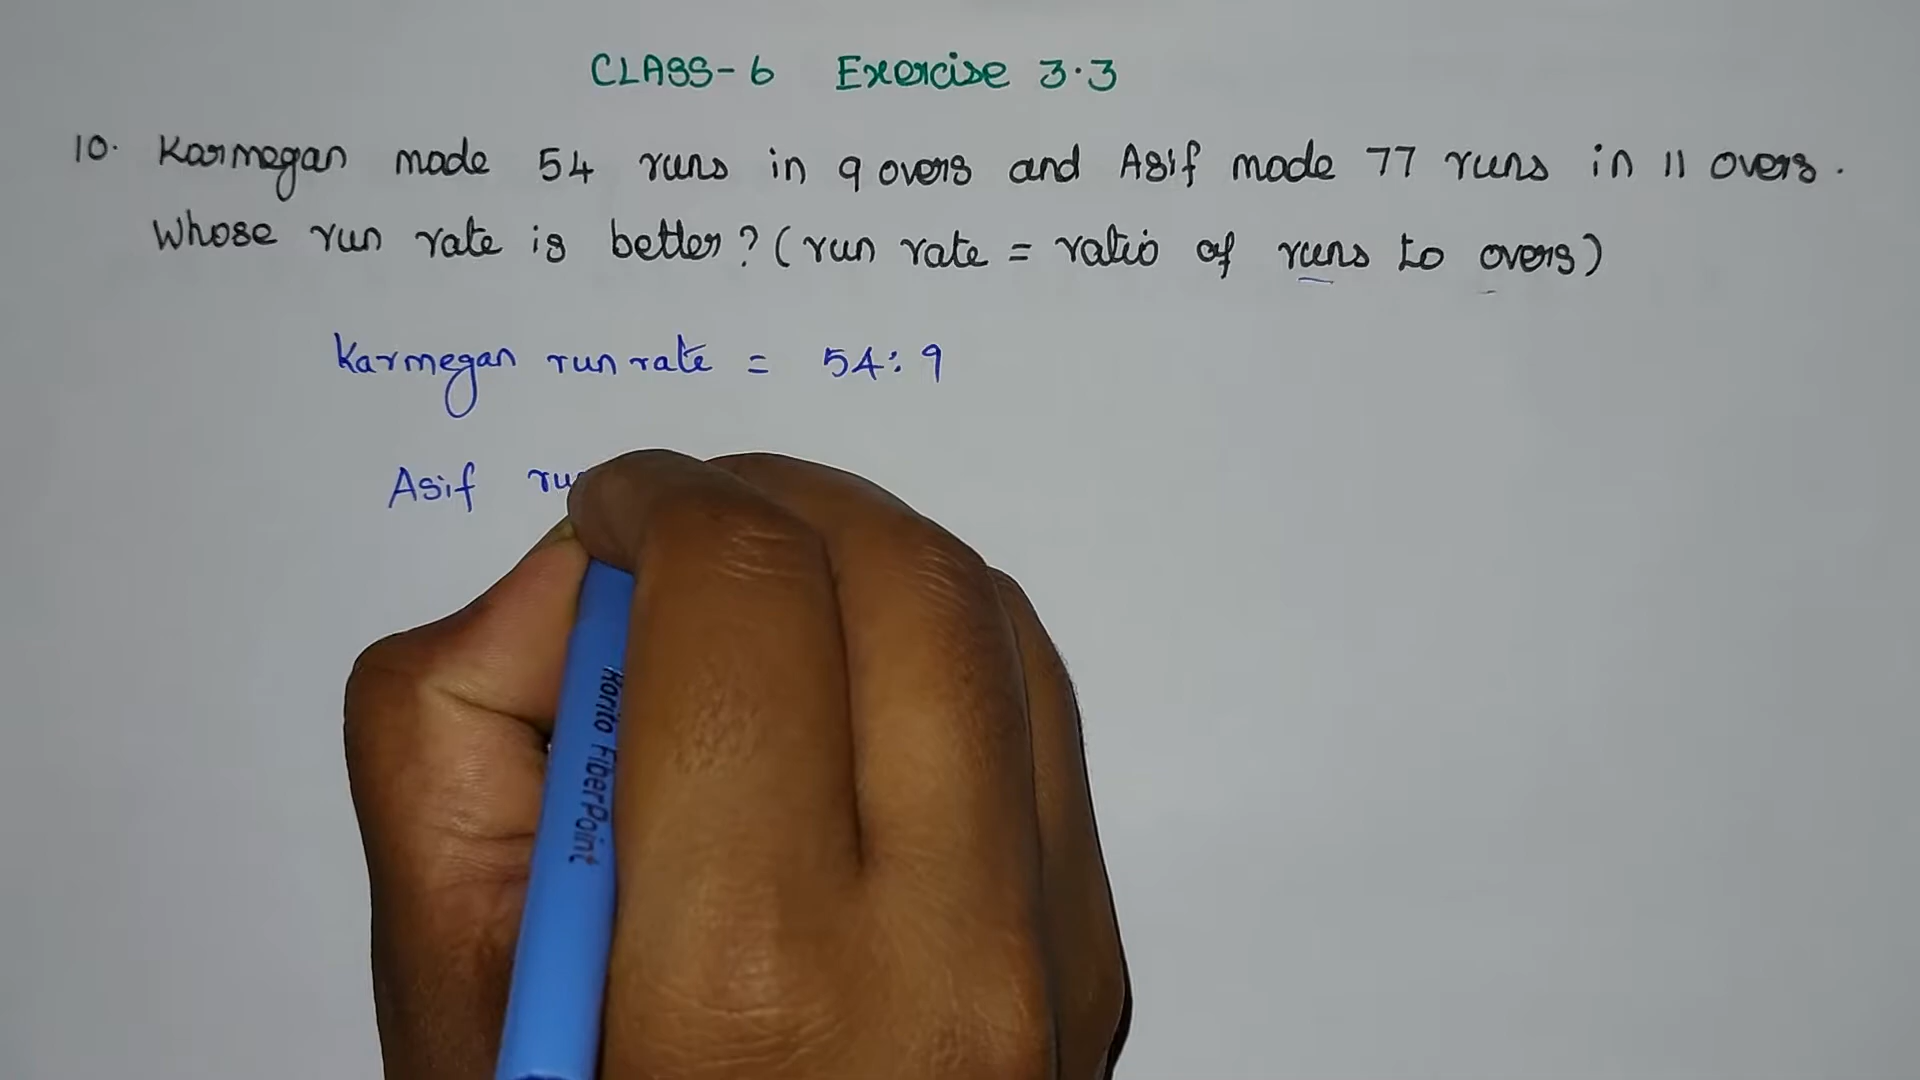 CLASS-6 Exercise 3.3
10. Karmegan made 54 runs in 9 overs and Asif made 77 runs in 11 overs.
Whose run rate is better? (run rate = ratio of runs to overs)
Karmegan run rate = 54:9
Asif ru
Rorito FiberPoint